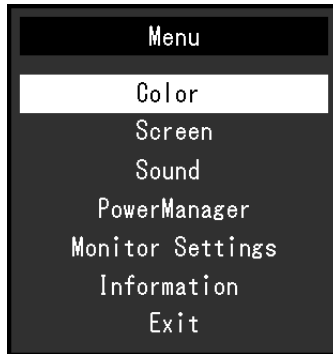 Menu
Color
Screen
Sound
PowerManager
Monitor Settings
Information
Exit